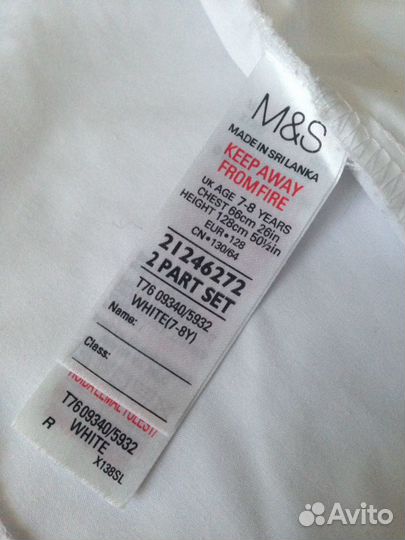 M&S
MADE IN SRI LANKA
KEEP AWAY
FROM FIRE
UK AGE 7-8 YEARS
CHEST 66cm 26in
HEIGHT 128cm 50½in
EUR•128
CN•130/64
21246272
2 PART SET
T76 09340/5932
WHITE(7-8Y)
Name:
Class:
T76 09340/5932
WHITE
R X138SL
Avito